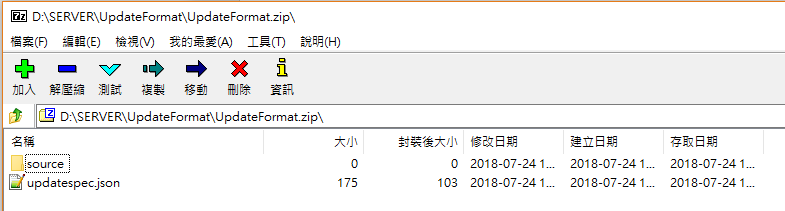 D:\SERVER\UpdateFormat\UpdateFormat.zip\
檔案(F) 編輯(E) 檢視(V) 我的最愛(A) 工具(T) 說明(H)
加入 解壓縮 測試 複製 移動 刪除 資訊
D:\SERVER\UpdateFormat\UpdateFormat.zip\
名稱 大小 封裝後大小 修改日期 建立日期 存取日期
source 0 0 2018-07-24 1... 2018-07-24 1... 2018-07-24 1...
updatespec.json 175 103 2018-07-24 1... 2018-07-24 1... 2018-07-24 1...